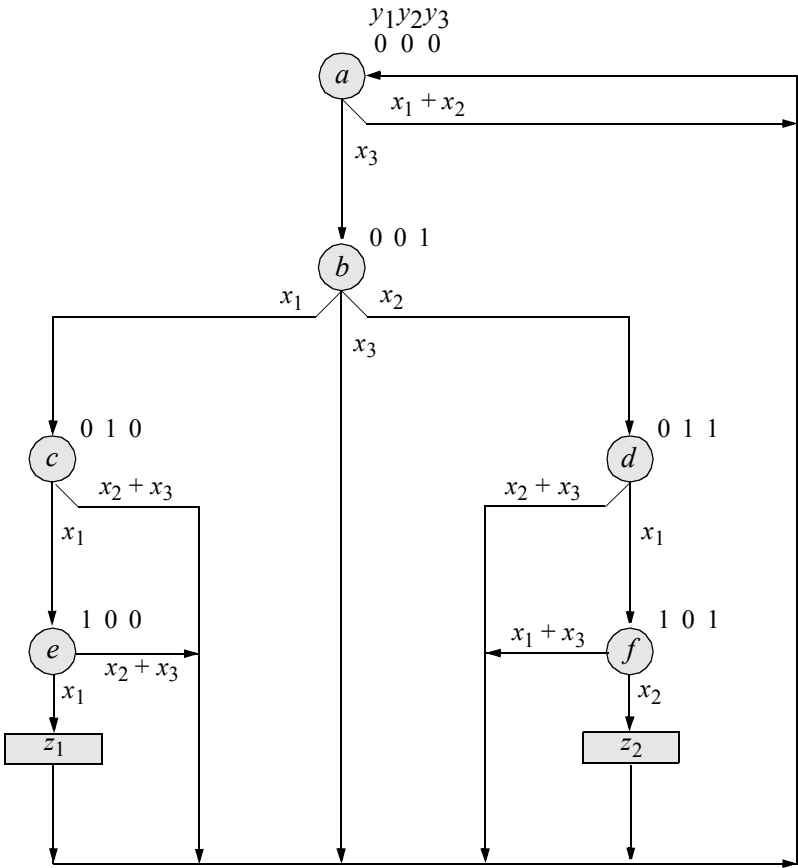 y₁y₂y₃
0 0 0
a
x₁ + x₂
x₃
0 0 1
b
x₁
x₂
x₃
0 1 0
c
x₂ + x₃
x₁
0 1 1
d
x₂ + x₃
x₁
1 0 0
e
x₂ + x₃
x₁
z₁
1 0 1
f
x₁ + x₃
x₂
z₂